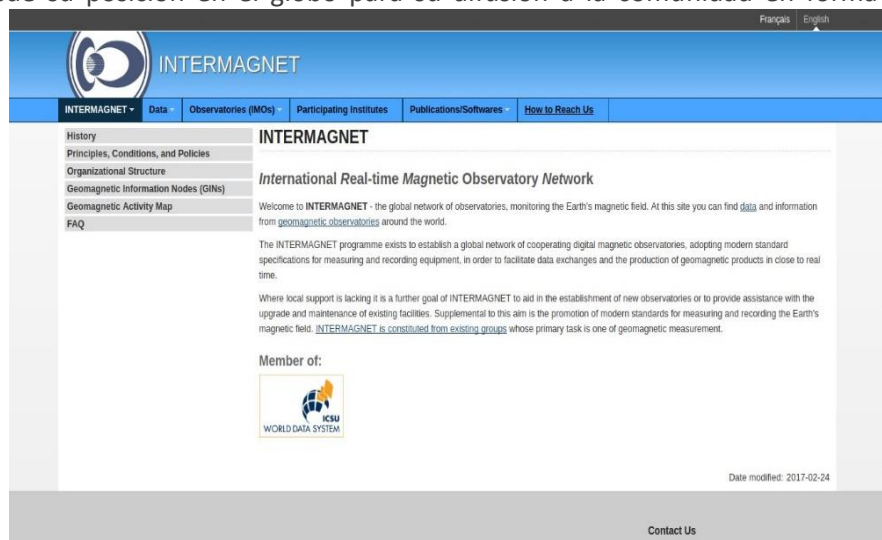 su posición en el globo para su difusión a la comunidad en forma
Français English
INTERMAGNET
INTERMAGNET Data Observatories (IMOs) Participating Institutes Publications/Softwares How to Reach Us
History
Principles, Conditions, and Policies
Organizational Structure
Geomagnetic Information Nodes (GINs)
Geomagnetic Activity Map
FAQ
INTERMAGNET
International Real-time Magnetic Observatory Network
Welcome to INTERMAGNET - the global network of observatories, monitoring the Earth's magnetic field. At this site you can find data and information
from geomagnetic observatories around the world.
The INTERMAGNET programme exists to establish a global network of cooperating digital magnetic observatories, adopting modern standard
specifications for measuring and recording equipment, in order to facilitate data exchanges and the production of geomagnetic products in close to real
time.
Where local support is lacking it is a further goal of INTERMAGNET to aid in the establishment of new observatories or to provide assistance with the
upgrade and maintenance of existing facilities. Supplemental to this aim is the promotion of modern standards for measuring and recording the Earth's
magnetic field. INTERMAGNET is constituted from existing groups whose primary task is one of geomagnetic measurement.
Member of:
ICSU
WORLD DATA SYSTEM
Date modified: 2017-02-24
Contact Us